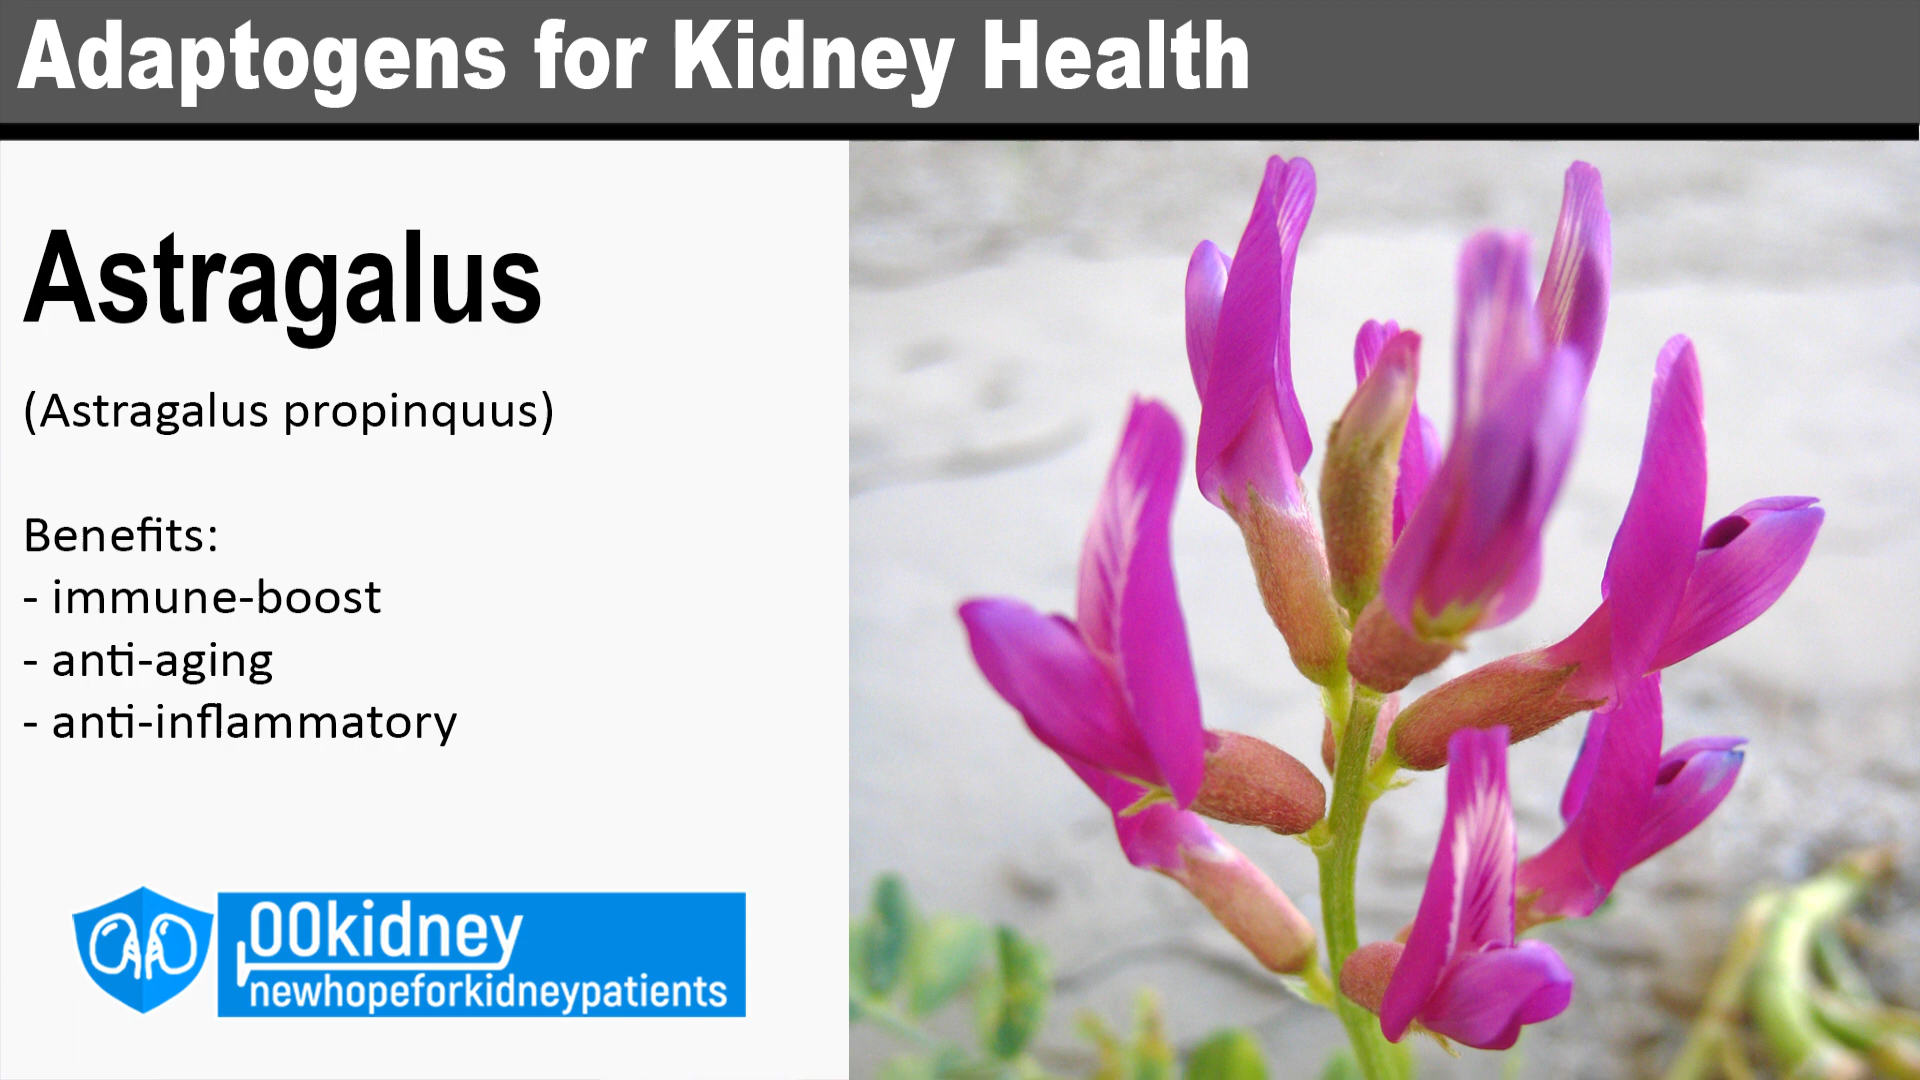 Adaptogens for Kidney Health
Astragalus
(Astragalus propinquus)
Benefits:
- immune-boost
- anti-aging
- anti-inflammatory
00kidney
newhopeforkidneypatients